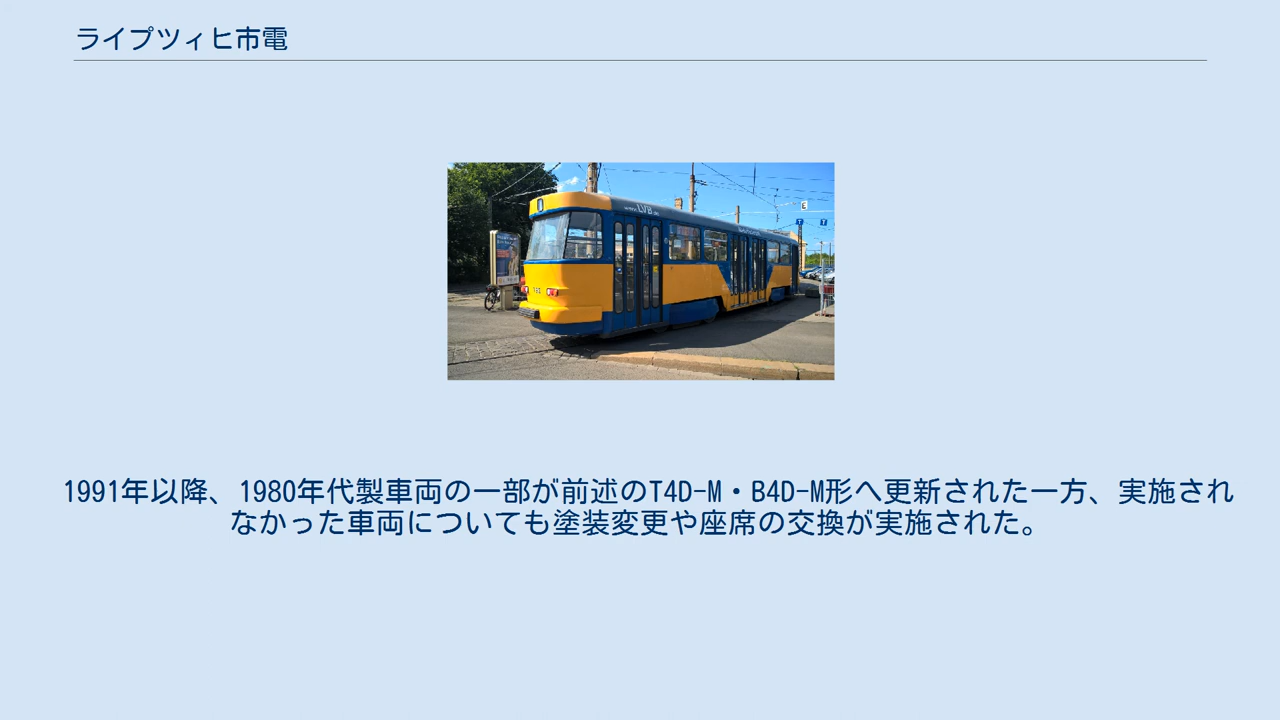 ライプツィヒ市電
LVB
1991年以降、1980年代製車両の一部が前述のT4D-M・B4D-M形へ更新された一方、実施され
なかった車両についても塗装変更や座席の交換が実施された。